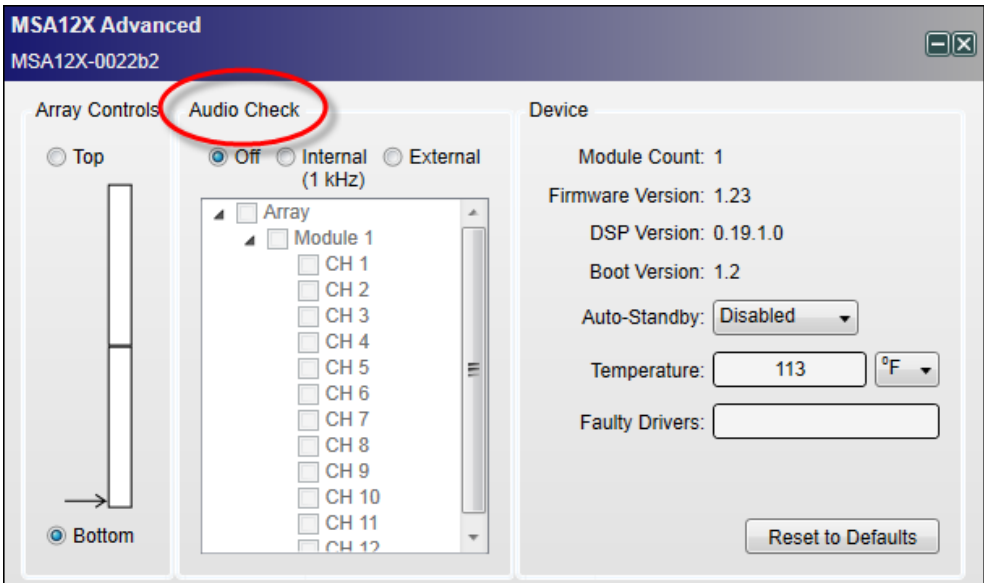 MSA12X Advanced
MSA12X-0022b2
Array Controls
Top
Bottom
Audio Check
Off
Internal
(1 kHz)
External
Array
Module 1
CH 1
CH 2
CH 3
CH 4
CH 5
CH 6
CH 7
CH 8
CH 9
CH 10
CH 11
CH 12
Device
Module Count: 1
Firmware Version: 1.23
DSP Version: 0.19.1.0
Boot Version: 1.2
Auto-Standby: Disabled
Temperature: 113 °F
Faulty Drivers:
Reset to Defaults